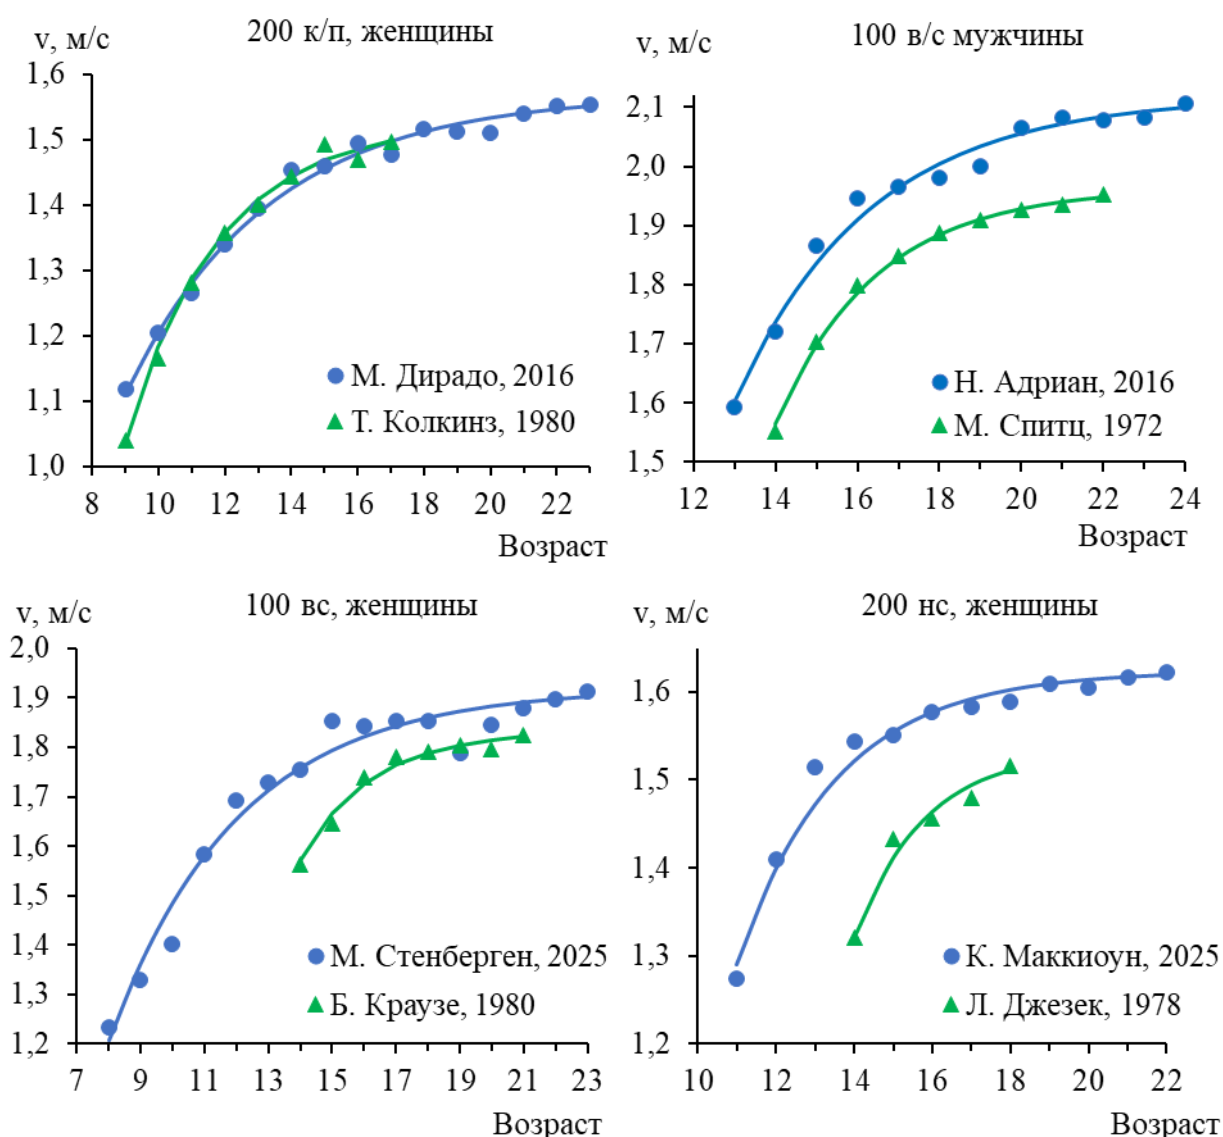 200 к/п, женщины
v, м/с
1,6
1,5
1,4
1,3
1,2
1,1
1,0
8 10 12 14 16 18 20 22
Возраст
М. Дирадо, 2016
Т. Колкинз, 1980
100 в/с мужчины
v, м/с
2,1
2,0
1,9
1,8
1,7
1,6
1,5
12 14 16 18 20 22 24
Возраст
Н. Адриан, 2016
М. Спитц, 1972
100 вс, женщины
v, м/с
2,0
1,9
1,8
1,7
1,6
1,5
1,4
1,3
1,2
7 9 11 13 15 17 19 21 23
Возраст
М. Стенберген, 2025
Б. Краузе, 1980
200 нс, женщины
v, м/с
1,6
1,5
1,4
1,3
1,2
10 12 14 16 18 20 22
Возраст
К. Маккиоун, 2025
Л. Джезек, 1978